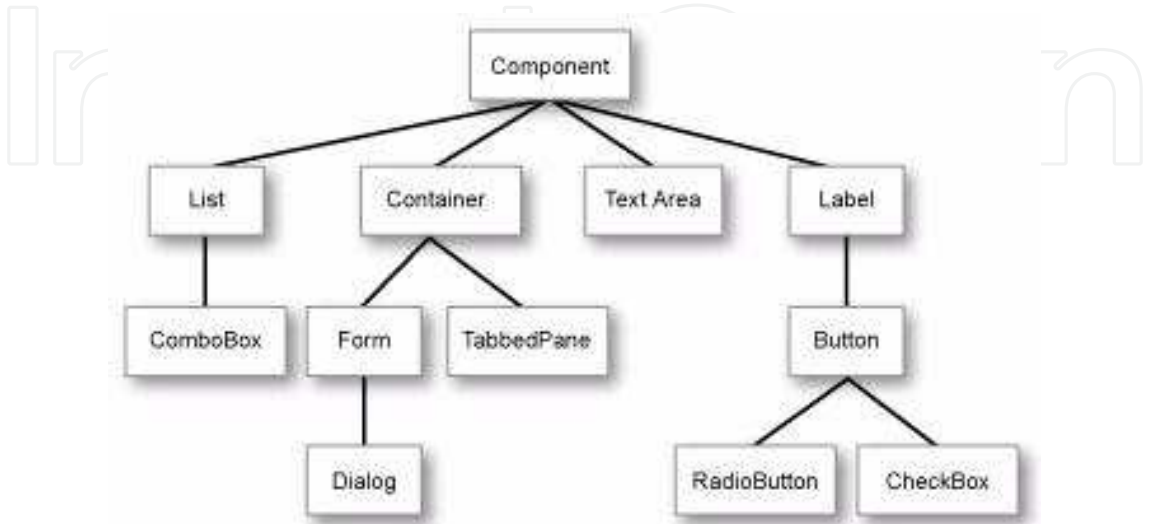 Component
List
Container
Text Area
Label
ComboBox
Form
TabbedPane
Button
Dialog
RadioButton
CheckBox